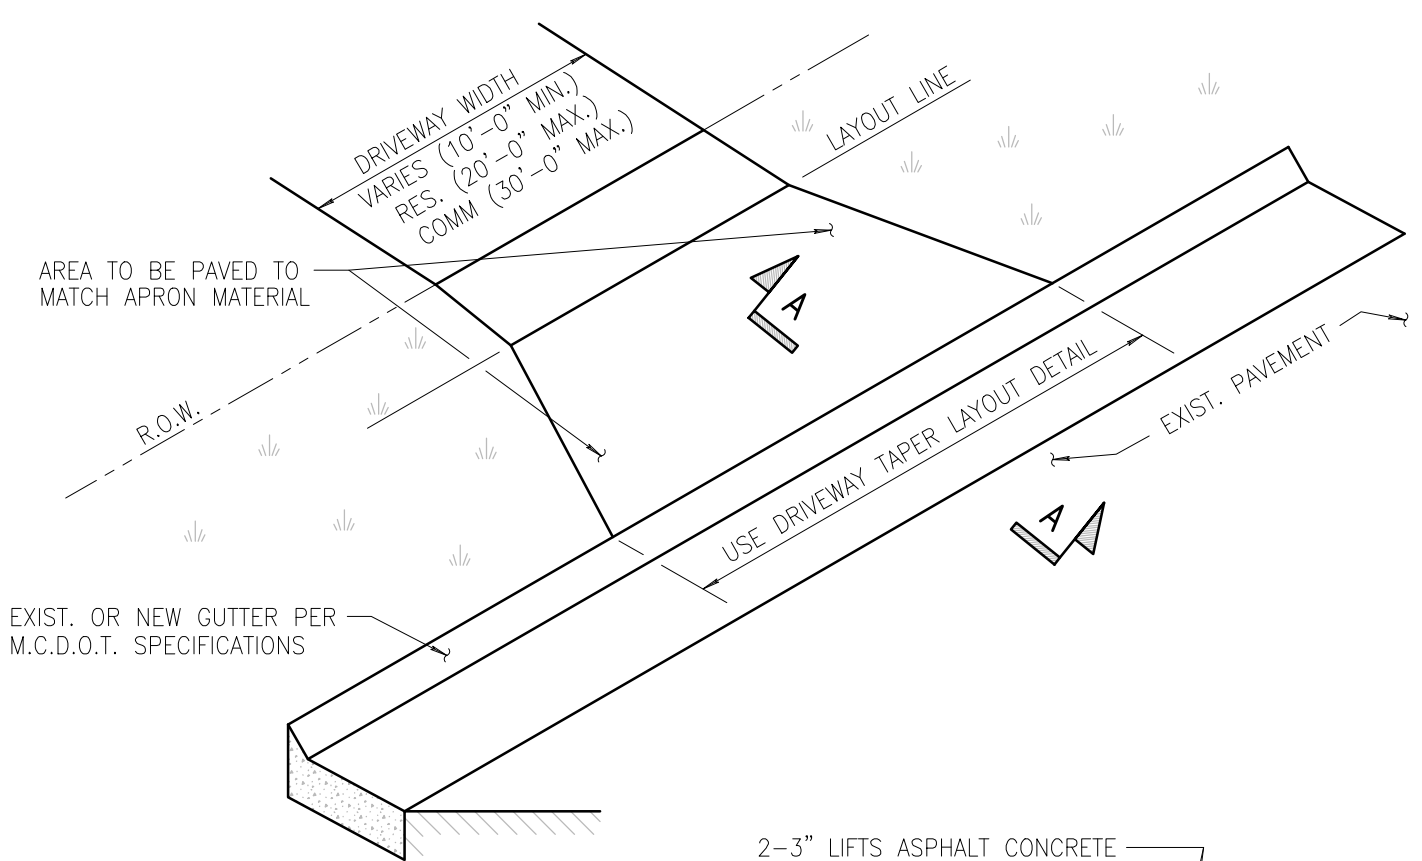 DRIVEWAY WIDTH
VARIES (10'-0" MIN.)
RES. (20'-0" MAX.)
COMM (30'-0" MAX.)
LAYOUT LINE
AREA TO BE PAVED TO
MATCH APRON MATERIAL
A
R.O.W.
EXIST. PAVEMENT
USE DRIVEWAY TAPER LAYOUT DETAIL
A
EXIST. OR NEW GUTTER PER
M.C.D.O.T. SPECIFICATIONS
2-3" LIFTS ASPHALT CONCRETE